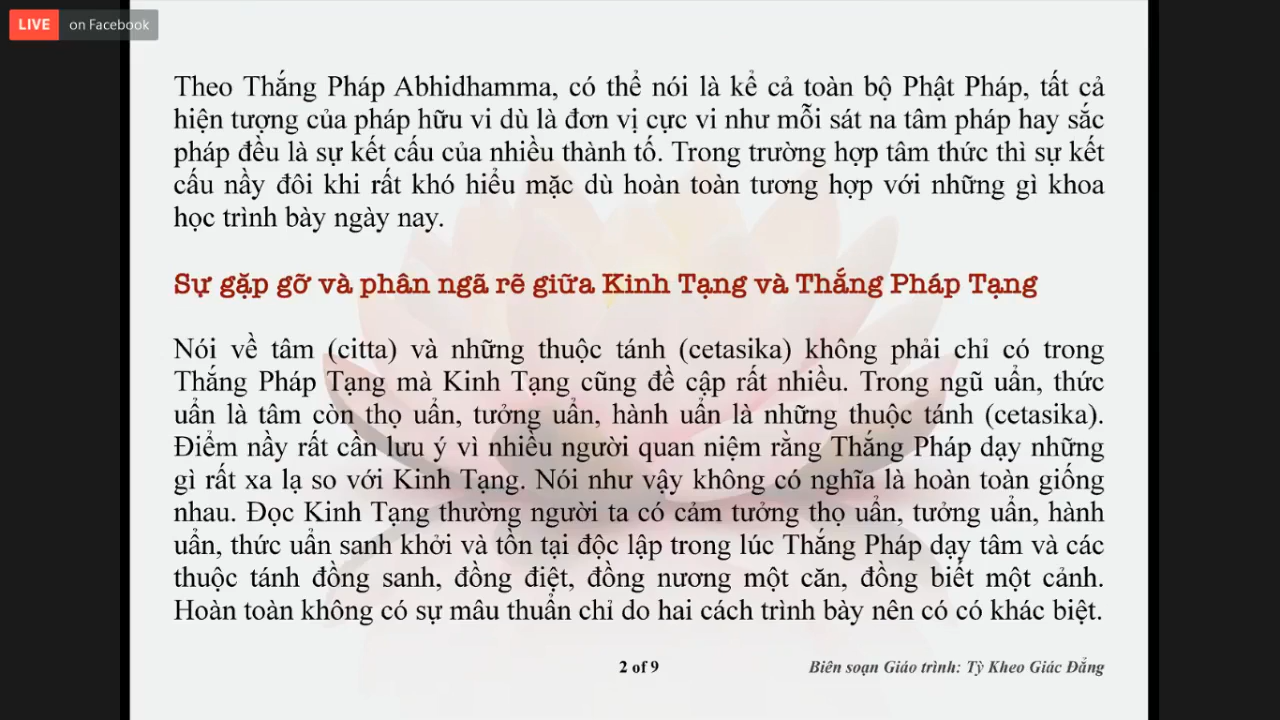 LIVE on Facebook
Theo Thắng Pháp Abhidhamma, có thể nói là kể cả toàn bộ Phật Pháp, tất cả
hiện tượng của pháp hữu vi dù là đơn vị cực vi như mỗi sát na tâm pháp hay sắc
pháp đều là sự kết cấu của nhiều thành tố. Trong trường hợp tâm thức thì sự kết
cấu nầy đôi khi rất khó hiểu mặc dù hoàn toàn tương hợp với những gì khoa
học trình bày ngày nay.
Sự gặp gỡ và phân ngã rẽ giữa Kinh Tạng và Thắng Pháp Tạng
Nói về tâm (citta) và những thuộc tánh (cetasika) không phải chỉ có trong
Thắng Pháp Tạng mà Kinh Tạng cũng đề cập rất nhiều. Trong ngũ uẩn, thức
uẩn là tâm còn thọ uẩn, tưởng uẩn, hành uẩn là những thuộc tánh (cetasika).
Điểm nầy rất cần lưu ý vì nhiều người quan niệm rằng Thắng Pháp dạy những
gì rất xa lạ so với Kinh Tạng. Nói như vậy không có nghĩa là hoàn toàn giống
nhau. Đọc Kinh Tạng thường người ta có cảm tưởng thọ uẩn, tưởng uẩn, hành
uẩn, thức uẩn sanh khởi và tồn tại độc lập trong lúc Thắng Pháp dạy tâm và các
thuộc tánh đồng sanh, đồng điệt, đồng nương một căn, đồng biết một cảnh.
Hoàn toàn không có sự mâu thuẩn chỉ do hai cách trình bày nên có có khác biệt.
2 of 9
Biên soạn Giáo trình: Tỳ Kheo Giác Đẳng